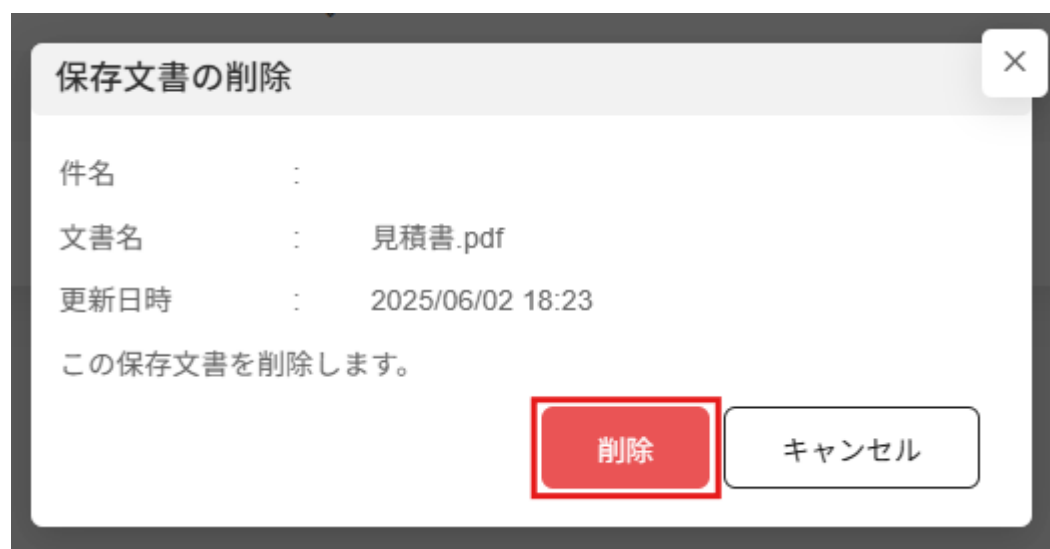 保存文書の削除
件名 :
文書名 : 見積書.pdf
更新日時 : 2025/06/02 18:23
この保存文書を削除します。
削除 キャンセル